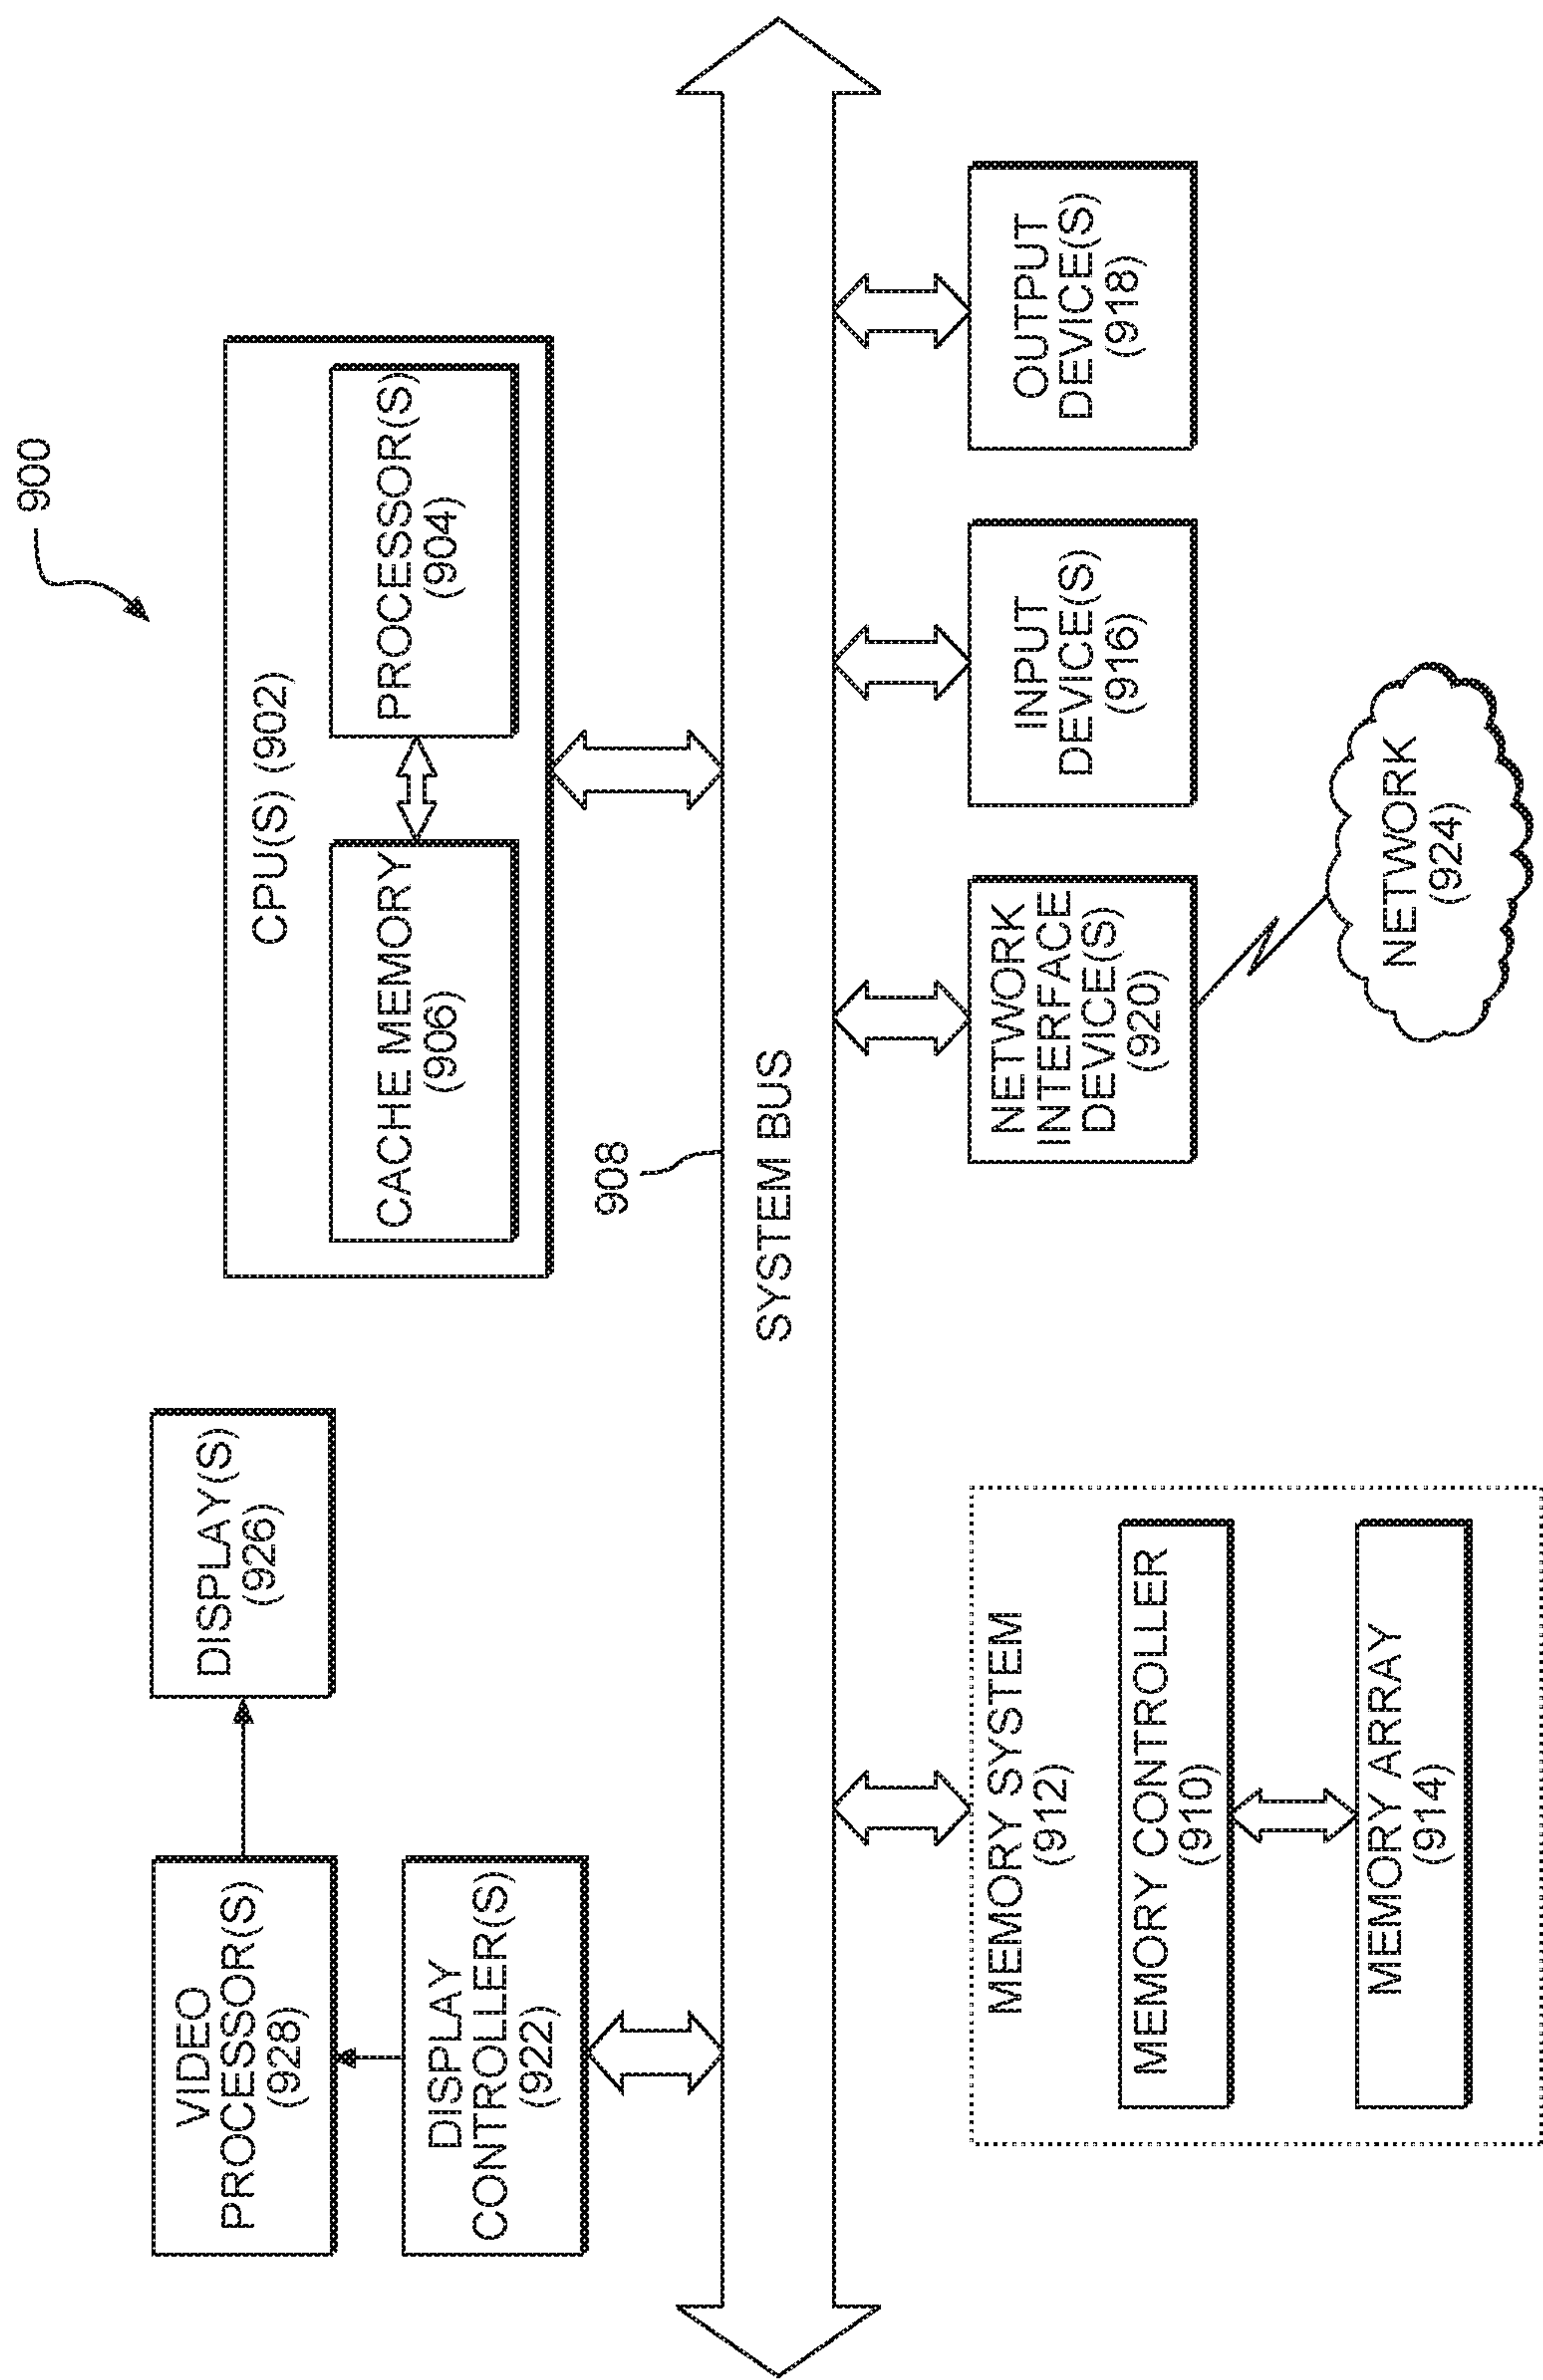 900
CPU(S) (902)
CACHE MEMORY
(906)
PROCESSOR(S)
(904)
DISPLAY(S)
(926)
VIDEO
PROCESSOR(S)
(928)
DISPLAY
CONTROLLER(S)
(922)
908
SYSTEM BUS
MEMORY SYSTEM
(912)
MEMORY CONTROLLER
(910)
MEMORY ARRAY
(914)
NETWORK
INTERFACE
DEVICE(S)
(920)
INPUT
DEVICE(S)
(916)
OUTPUT
DEVICE(S)
(918)
NETWORK
(924)